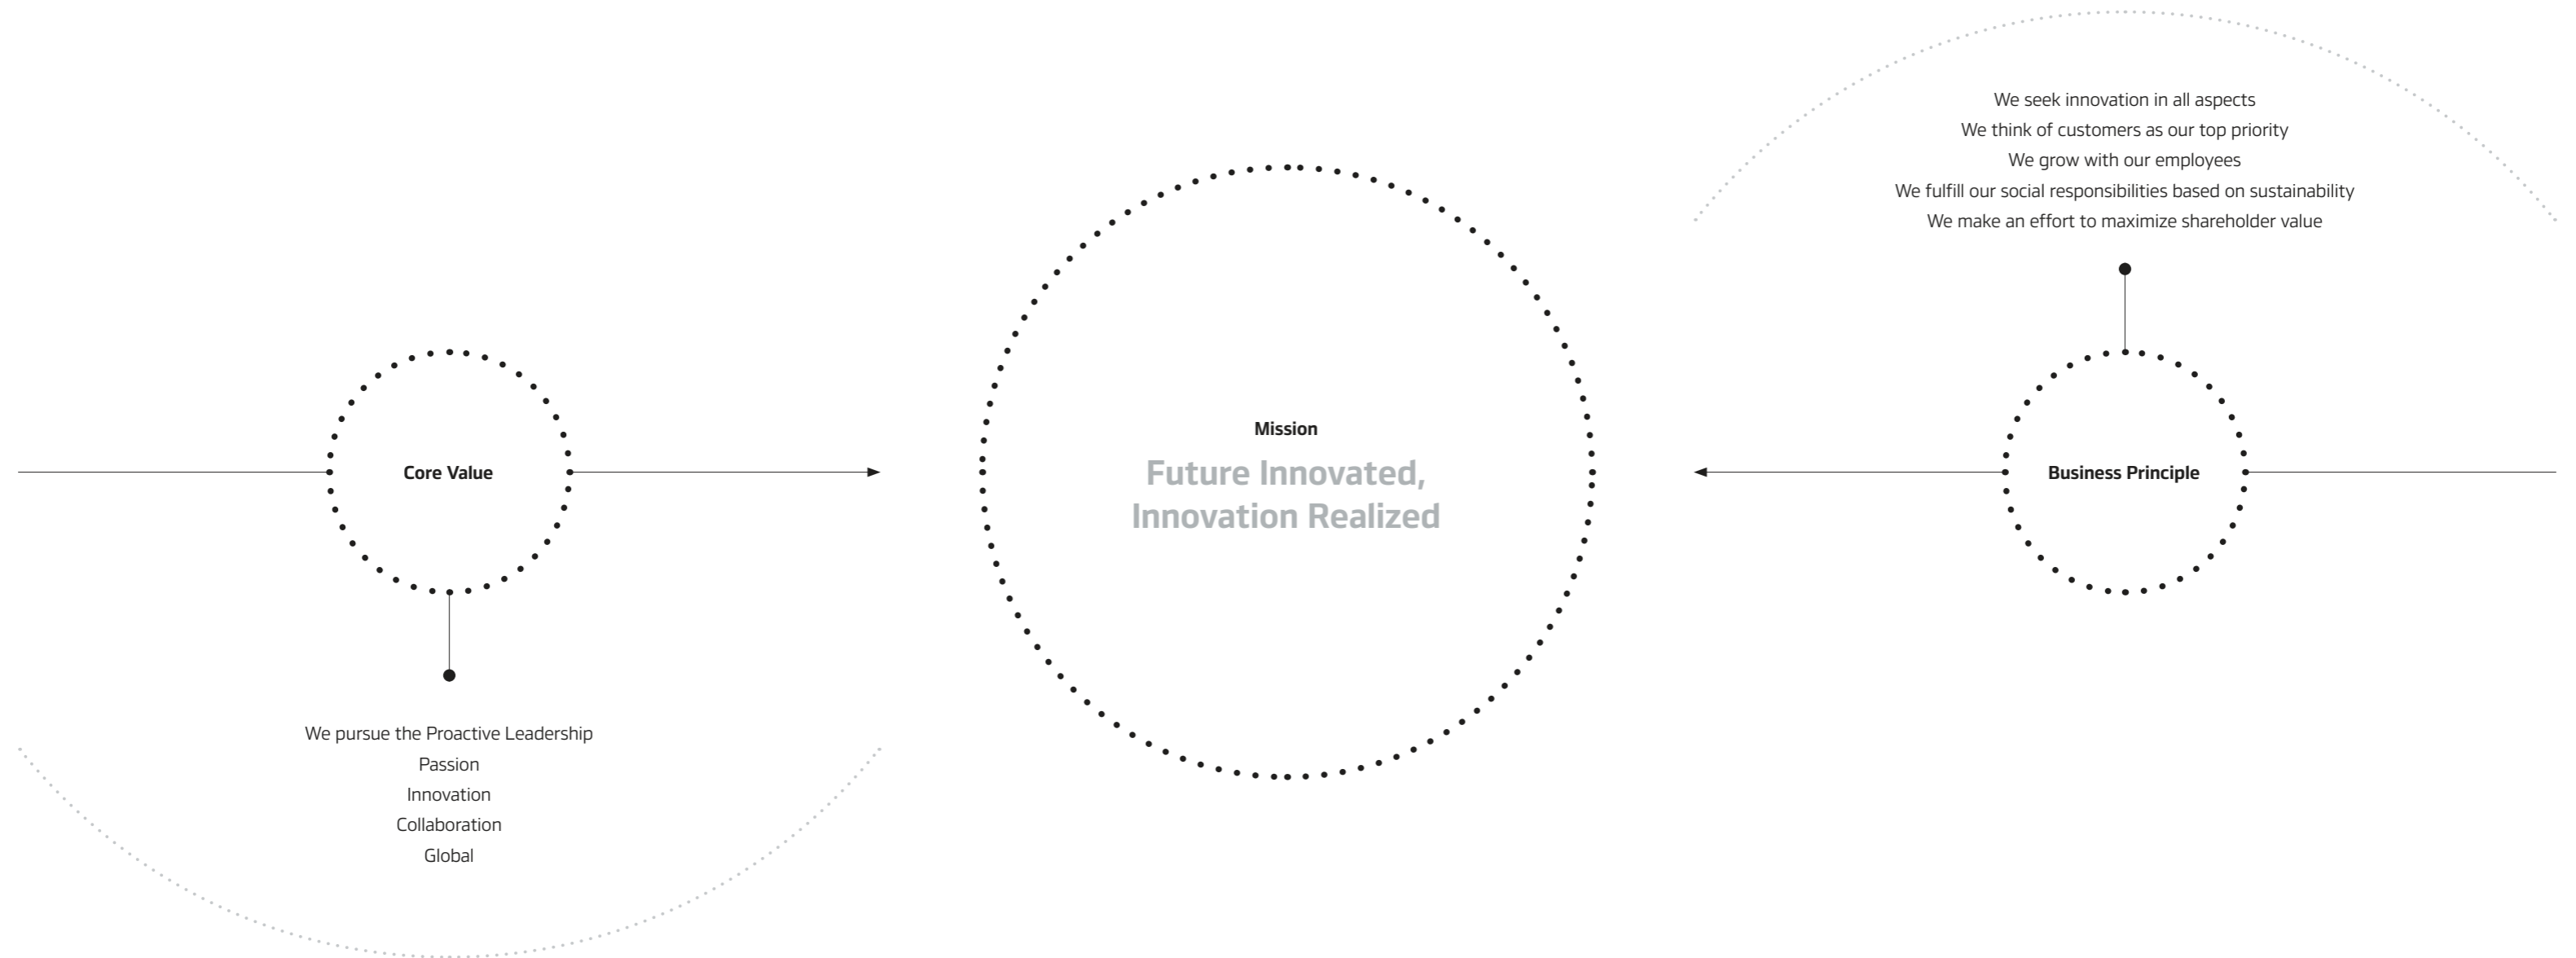 Core Value
We pursue the Proactive Leadership
Passion
Innovation
Collaboration
Global
Mission
Future Innovated,
Innovation Realized
We seek innovation in all aspects
We think of customers as our top priority
We grow with our employees
We fulfill our social responsibilities based on sustainability
We make an effort to maximize shareholder value
Business Principle